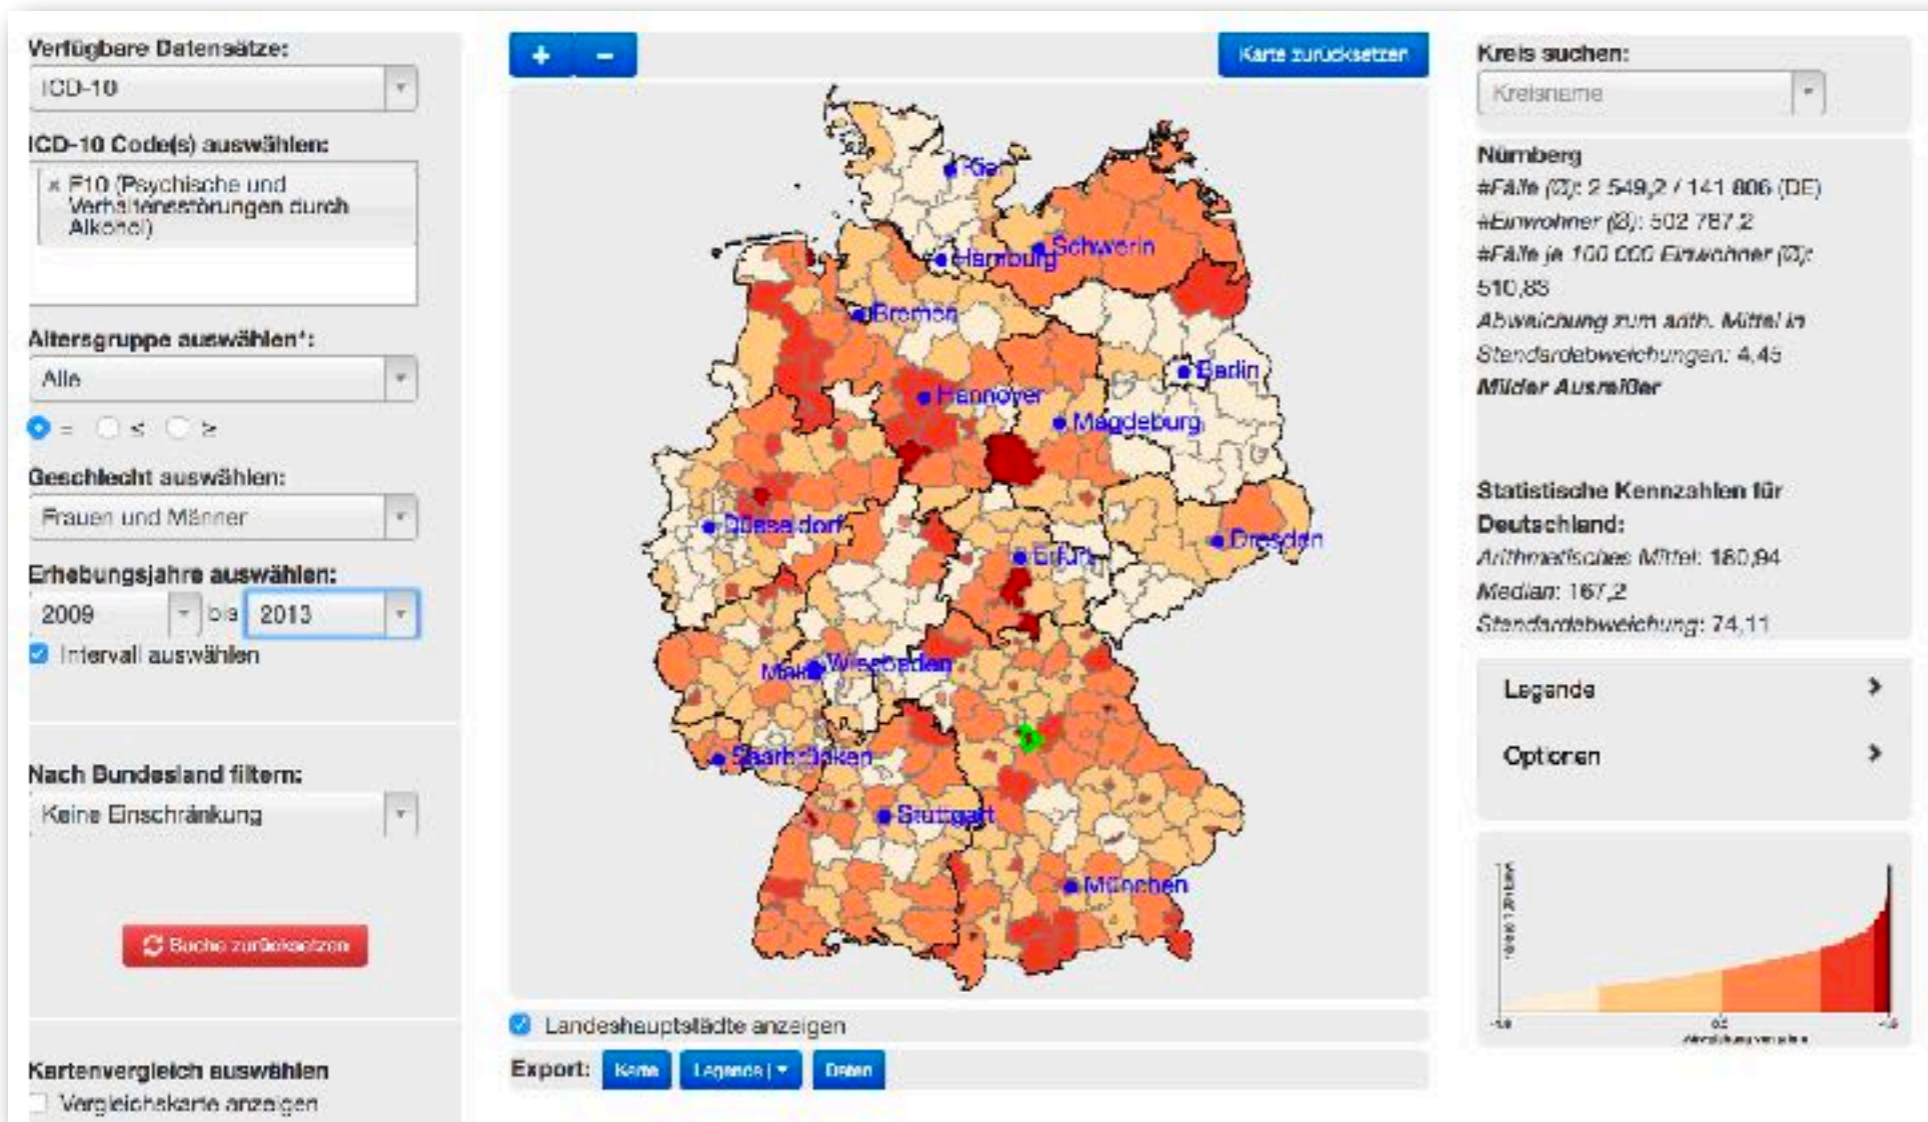 Verfügbare Datensätze:
ICD-10
ICD-10 Code(s) auswählen:
× F10 (Psychische und
Verhaltensstörungen durch
Alkohol)
Altersgruppe auswählen*:
Alle
= ≤ ≥
Geschlecht auswählen:
Frauen und Männer
Erhebungsjahre auswählen:
2009 bis 2013
Intervall auswählen
Nach Bundesland filtern:
Keine Einschränkung
Suche zurücksetzen
Kartenvergleich auswählen
Vergleichskarte anzeigen
+ −
Karte zurücksetzen
Kiel
Schwerin
Hamburg
Bremen
Berlin
Hannover
Magdeburg
Düsseldorf
Erfurt
Dresden
Wiesbaden
Mainz
Saarbrücken
Stuttgart
München
Landeshauptstädte anzeigen
Export: Karte Legende | Daten
Kreis suchen:
Kreisname
Nürnberg
#Fälle (Ø): 2 549,2 / 141 806 (DE)
#Einwohner (Ø): 502 787,2
#Fälle je 100 000 Einwohner (Ø):
510,83
Abweichung zum arith. Mittel in
Standardabweichungen: 4,45
Milder Ausreißer
Statistische Kennzahlen für
Deutschland:
Arithmetisches Mittel: 180,94
Median: 167,2
Standardabweichung: 74,11
Legende
Optionen